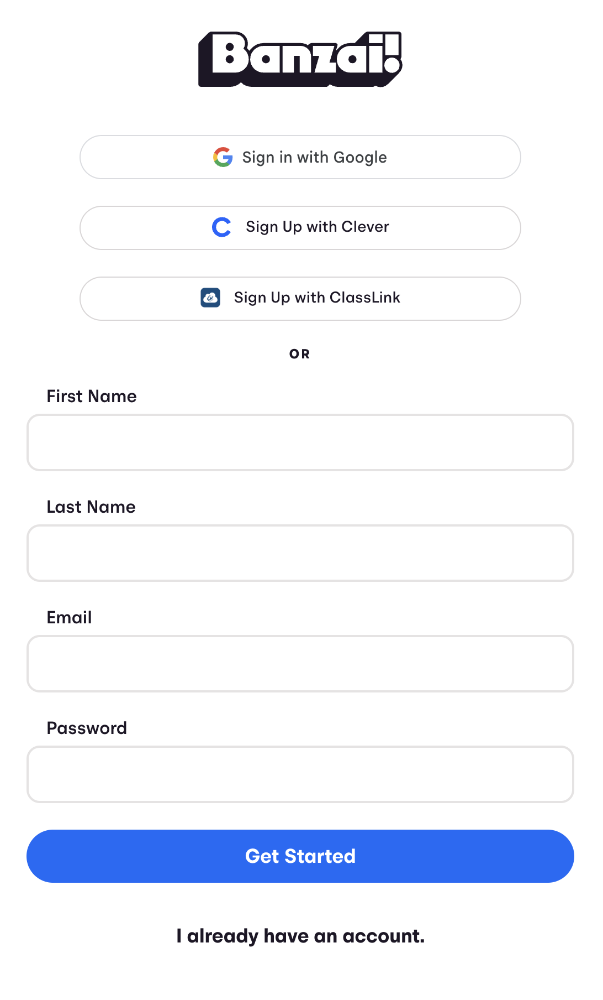 Banzai!
Sign in with Google
Sign Up with Clever
Sign Up with ClassLink
OR
First Name
Last Name
Email
Password
Get Started
I already have an account.